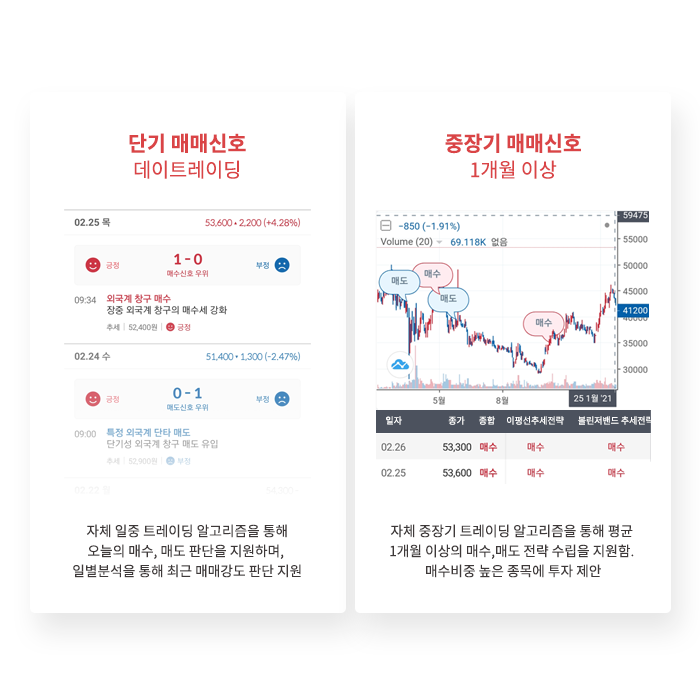 단기 매매신호
데이트레이딩
02.25 목
53,600 • 2,200 (+4.28%)
긍정
1 - 0
매수신호 우위
부정
09:34
외국계 창구 매수
장중 외국계 창구의 매수세 강화
추세 | 52,400원 | 긍정
02.24 수
51,400 • 1,300 (-2.47%)
긍정
0 - 1
매도신호 우위
부정
09:00
특정 외국계 단타 매도
단기성 외국계 창구 매도 유입
추세 | 52,900원 | 부정
자체 일중 트레이딩 알고리즘을 통해
오늘의 매수, 매도 판단을 지원하며,
일별분석을 통해 최근 매매강도 판단 지원
중장기 매매신호
1개월 이상
−850 (−1.91%)
Volume (20)
69.118K 없음
매도
매수
매도
매수
59475
55000
50000
45000
41200
40000
35000
30000
5월
8월
25 1월 '21
일자 종가 종합 이평선추세전략 볼린저밴드 추세전략
02.26 53,300 매수 매수 매수
02.25 53,600 매수 매수 매수
자체 중장기 트레이딩 알고리즘을 통해 평균
1개월 이상의 매수,매도 전략 수립을 지원함.
매수비중 높은 종목에 투자 제안